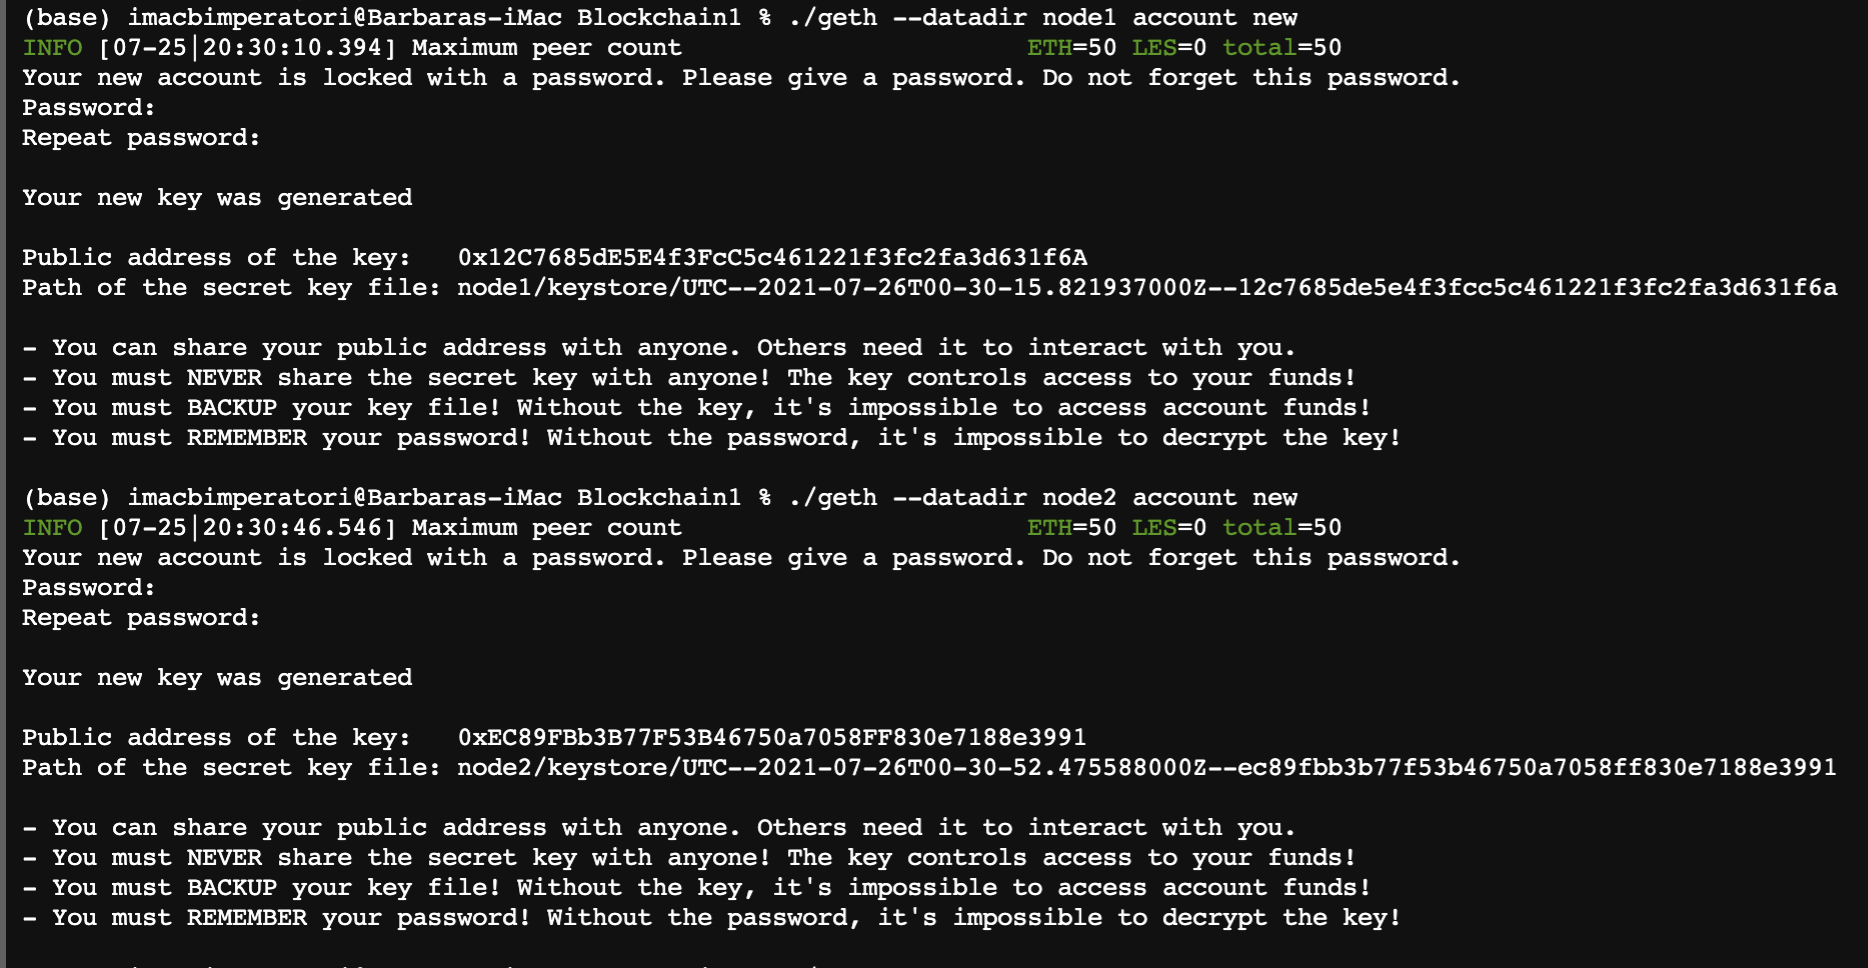 (base) imacbimperatori@Barbaras-iMac Blockchain1 % ./geth --datadir node1 account new
INFO [07-25|20:30:10.394] Maximum peer count ETH=50 LES=0 total=50
Your new account is locked with a password. Please give a password. Do not forget this password.
Password:
Repeat password:
Your new key was generated
Public address of the key: 0x12C7685dE5E4f3FcC5c461221f3fc2fa3d631f6A
Path of the secret key file: node1/keystore/UTC--2021-07-26T00-30-15.821937000Z--12c7685de5e4f3fcc5c461221f3fc2fa3d631f6a
- You can share your public address with anyone. Others need it to interact with you.
- You must NEVER share the secret key with anyone! The key controls access to your funds!
- You must BACKUP your key file! Without the key, it's impossible to access account funds!
- You must REMEMBER your password! Without the password, it's impossible to decrypt the key!
(base) imacbimperatori@Barbaras-iMac Blockchain1 % ./geth --datadir node2 account new
INFO [07-25|20:30:46.546] Maximum peer count ETH=50 LES=0 total=50
Your new account is locked with a password. Please give a password. Do not forget this password.
Password:
Repeat password:
Your new key was generated
Public address of the key: 0xEC89FBb3B77F53B46750a7058FF830e7188e3991
Path of the secret key file: node2/keystore/UTC--2021-07-26T00-30-52.475588000Z--ec89fbb3b77f53b46750a7058ff830e7188e3991
- You can share your public address with anyone. Others need it to interact with you.
- You must NEVER share the secret key with anyone! The key controls access to your funds!
- You must BACKUP your key file! Without the key, it's impossible to access account funds!
- You must REMEMBER your password! Without the password, it's impossible to decrypt the key!